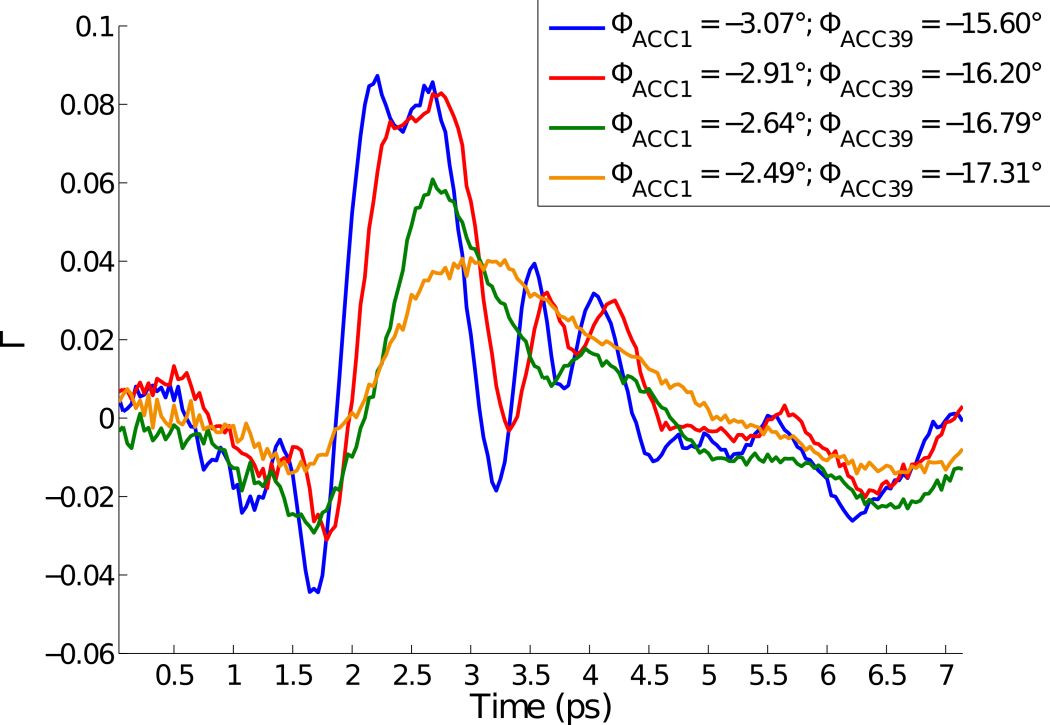 0.1
0.08
0.06
0.04
0.02
0
−0.02
−0.04
−0.06
Γ
0.5 1 1.5 2 2.5 3 3.5 4 4.5 5 5.5 6 6.5 7
Time (ps)
Φ_ACC1 = −3.07°; Φ_ACC39 = −15.60°
Φ_ACC1 = −2.91°; Φ_ACC39 = −16.20°
Φ_ACC1 = −2.64°; Φ_ACC39 = −16.79°
Φ_ACC1 = −2.49°; Φ_ACC39 = −17.31°